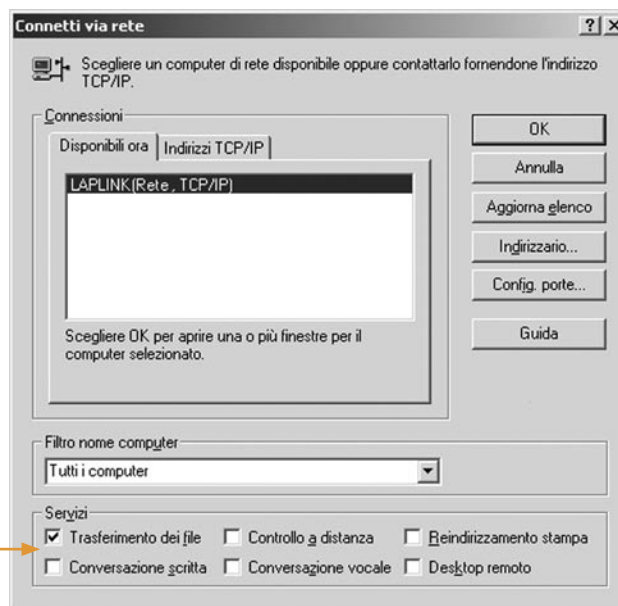 Connetti via rete
Scegliere un computer di rete disponibile oppure contattarlo fornendone l'indirizzo
TCP/IP.
Connessioni
Disponibili ora
Indirizzi TCP/IP
LAPLINK(Rete , TCP/IP)
Scegliere OK per aprire una o più finestre per il
computer selezionato.
OK
Annulla
Aggiorna elenco
Indirizzario...
Config. porte...
Guida
Filtro nome computer
Tutti i computer
Servizi
Trasferimento dei file
Controllo a distanza
Reindirizzamento stampa
Conversazione scritta
Conversazione vocale
Desktop remoto